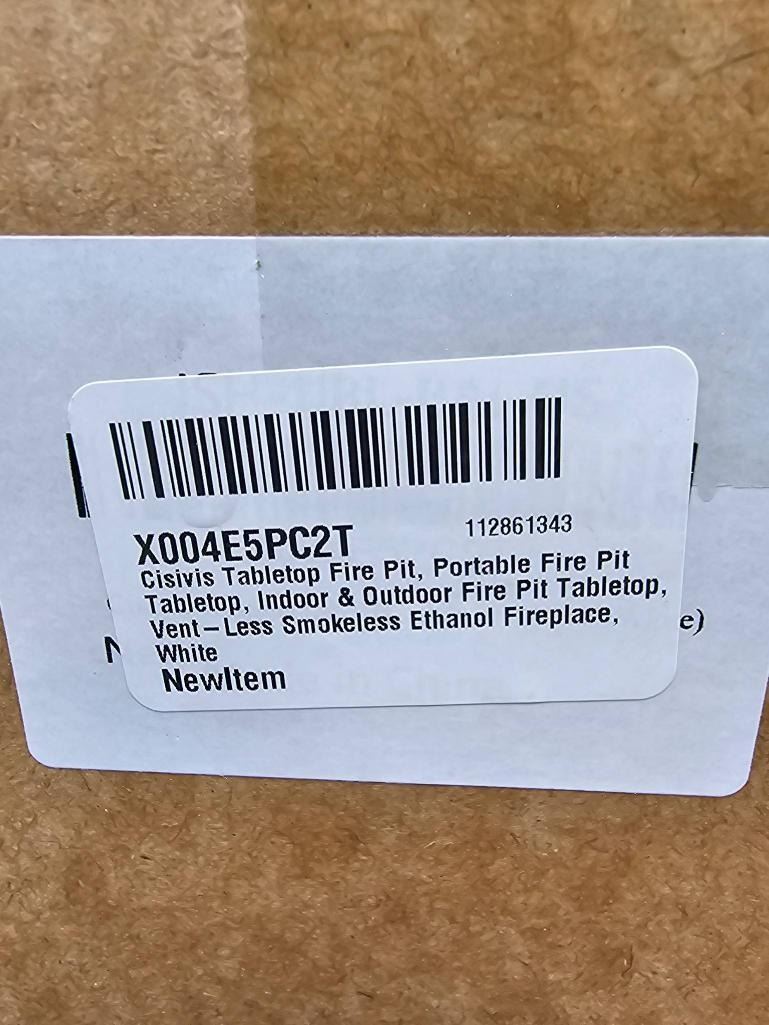 X004E5PC2T 112861343
Cisivis Tabletop Fire Pit, Portable Fire Pit
Tabletop, Indoor & Outdoor Fire Pit Tabletop,
Vent-Less Smokeless Ethanol Fireplace,
White
NewItem
e)